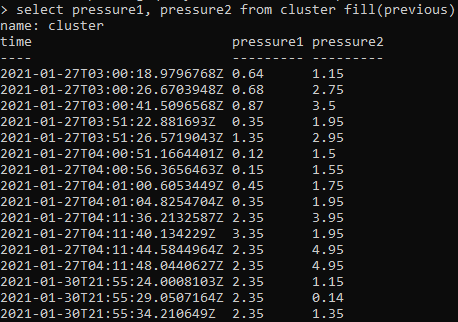 > select pressure1, pressure2 from cluster fill(previous)
name: cluster
time                         pressure1 pressure2
----                         --------- ---------
2021-01-27T03:00:18.9796768Z 0.64      1.15
2021-01-27T03:00:26.6703948Z 0.68      2.75
2021-01-27T03:00:41.5096568Z 0.87      3.5
2021-01-27T03:51:22.881693Z  0.35      1.95
2021-01-27T03:51:26.5719043Z 1.35      2.95
2021-01-27T04:00:51.1664401Z 0.12      1.5
2021-01-27T04:00:56.3656463Z 0.15      1.55
2021-01-27T04:01:00.6053449Z 0.45      1.75
2021-01-27T04:01:04.8254704Z 0.35      1.95
2021-01-27T04:11:36.2132587Z 2.35      3.95
2021-01-27T04:11:40.134229Z  3.35      1.95
2021-01-27T04:11:44.5844964Z 2.35      4.95
2021-01-27T04:11:48.0440627Z 2.35      4.95
2021-01-30T21:55:24.0008103Z 2.35      1.15
2021-01-30T21:55:29.0507164Z 2.35      0.14
2021-01-30T21:55:34.210649Z  2.35      1.35